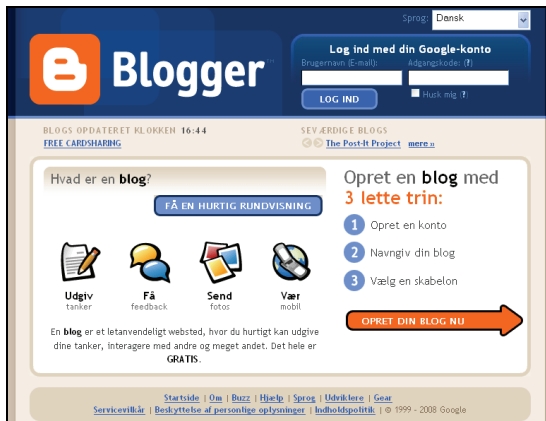 Sprog: Dansk
Blogger™
Log ind med din Google-konto
Brugernavn (E-mail): Adgangskode: (?)
LOG IND Husk mig (?)
BLOGS OPDATERET KLOKKEN 16:44
FREE CARDSHARING
SEVÆRDIGE BLOGS
The Post-It Project mere »
Hvad er en blog?
FÅ EN HURTIG RUNDVISNING
Udgiv Få Send Vær
tanker feedback fotos mobil
En blog er et letanvendeligt websted, hvor du hurtigt kan udgive
dine tanker, interagere med andre og meget andet. Det hele er
GRATIS.
Opret en blog med
3 lette trin:
1 Opret en konto
2 Navngiv din blog
3 Vælg en skabelon
OPRET DIN BLOG NU
Startside | Om | Buzz | Hjælp | Sprog | Udviklere | Gear
Servicevilkår | Beskyttelse af personlige oplysninger | Indholdspolitik | © 1999 - 2008 Google